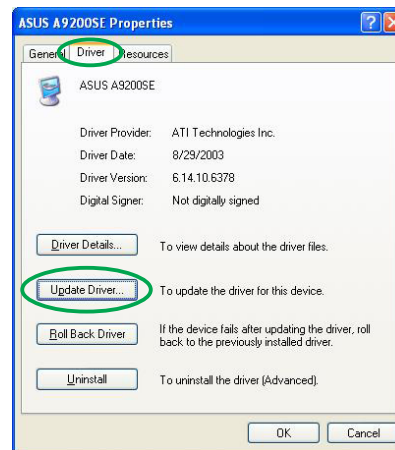 ASUS A9200SE Properties
General Driver Resources
ASUS A9200SE
Driver Provider: ATI Technologies Inc.
Driver Date: 8/29/2003
Driver Version: 6.14.10.6378
Digital Signer: Not digitally signed
Driver Details... To view details about the driver files.
Update Driver... To update the driver for this device.
Roll Back Driver If the device fails after updating the driver, roll
back to the previously installed driver.
Uninstall To uninstall the driver (Advanced).
OK Cancel